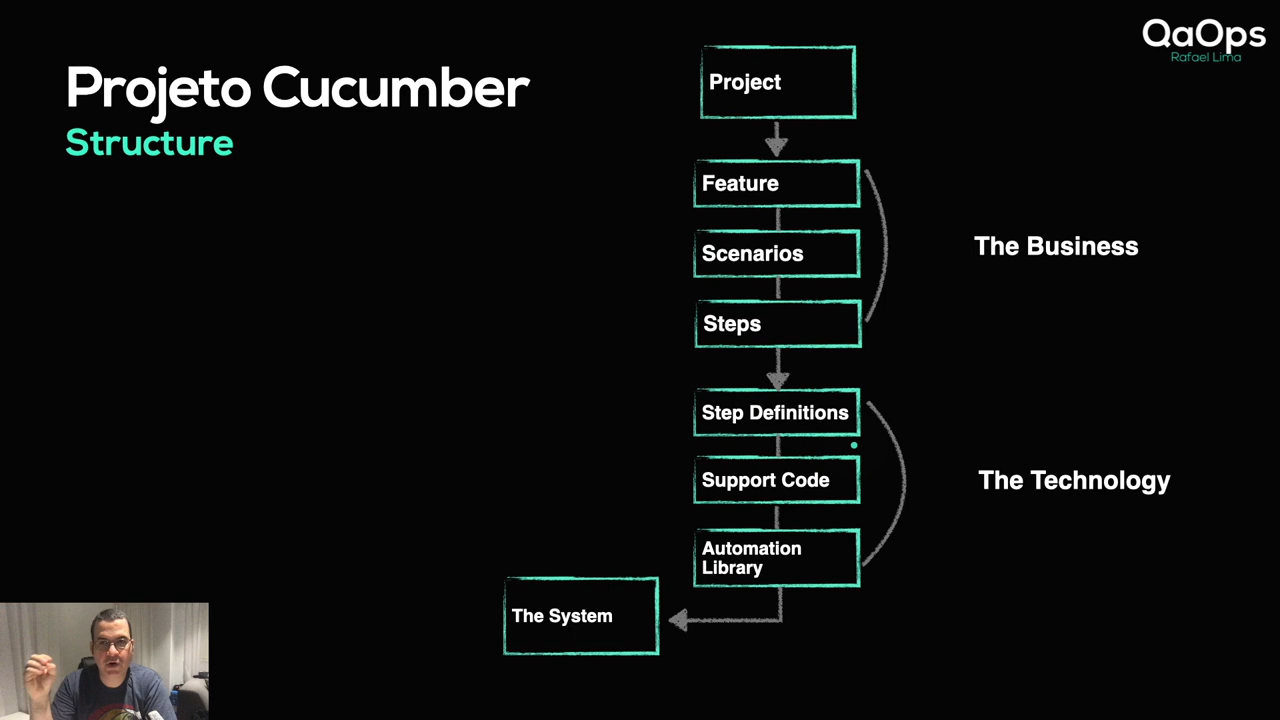 Projeto Cucumber
Structure
QaOps
Rafael Lima
Project
Feature
Scenarios
Steps
The Business
Step Definitions
Support Code
Automation
Library
The Technology
The System